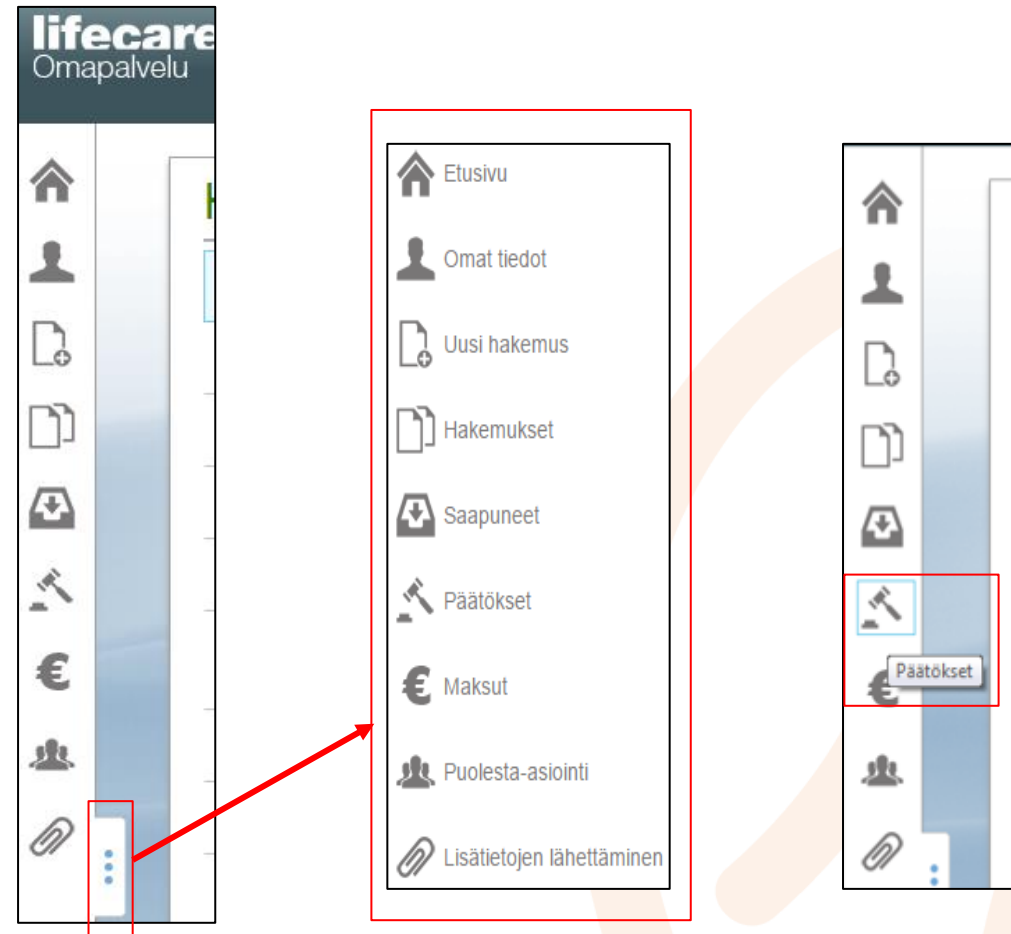 lifecare
Omapalvelu
Etusivu
Omat tiedot
Uusi hakemus
Hakemukset
Saapuneet
Päätökset
€ Maksut
Puolesta-asiointi
Lisätietojen lähettäminen
Päätökset